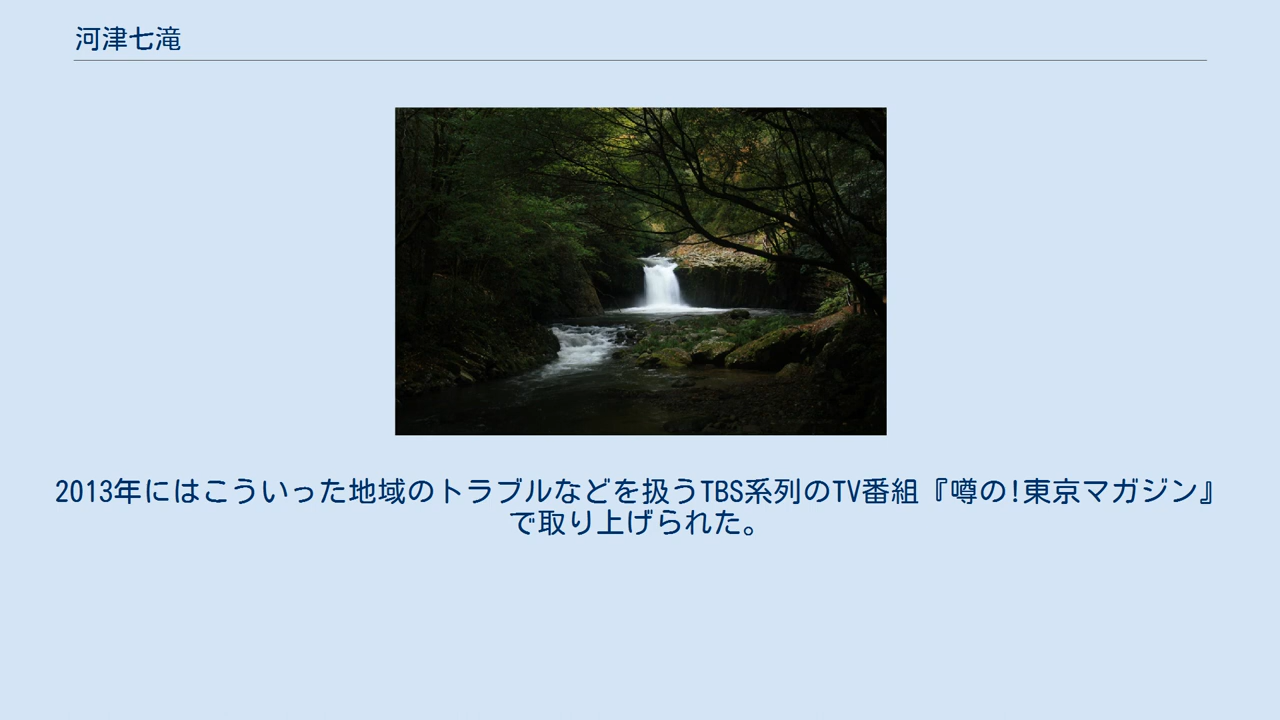 河津七滝
2013年にはこういった地域のトラブルなどを扱うTBS系列のTV番組『噂の!東京マガジン』
で取り上げられた。